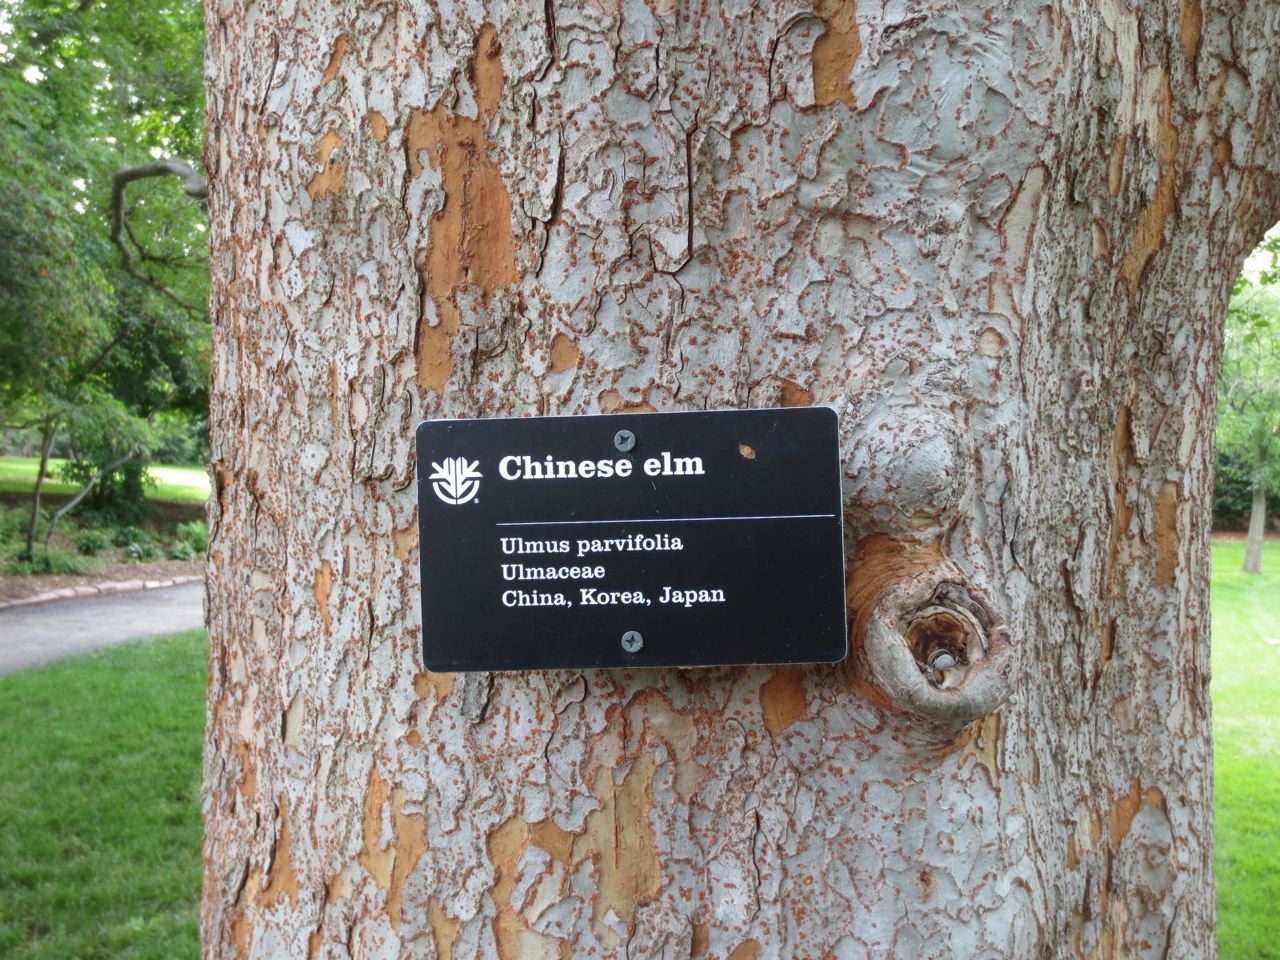 Chinese elm
Ulmus parvifolia
Ulmaceae
China, Korea, Japan